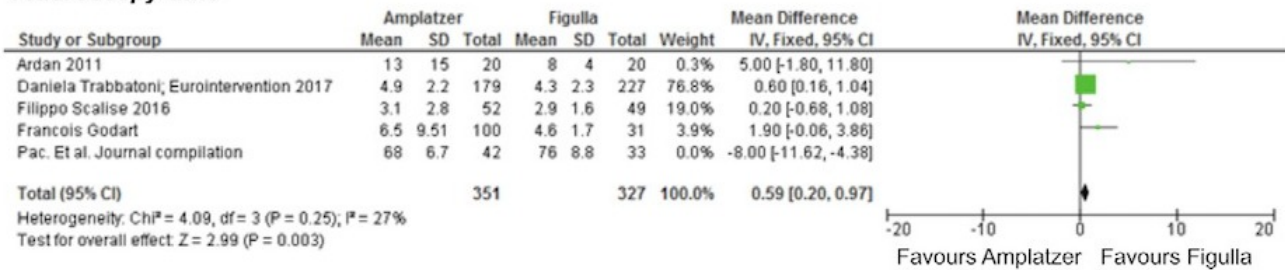 Amplatzer Figulla Mean Difference Mean Difference
Study or Subgroup Mean SD Total Mean SD Total Weight IV, Fixed, 95% CI IV, Fixed, 95% CI
Ardan 2011 13 15 20 8 4 20 0.3% 5.00 [-1.80, 11.80]
Daniela Trabbatoni; Eurointervention 2017 4.9 2.2 179 4.3 2.3 227 76.8% 0.60 [0.16, 1.04]
Filippo Scalise 2016 3.1 2.8 52 2.9 1.6 49 19.0% 0.20 [-0.68, 1.08]
Francois Godart 6.5 9.51 100 4.6 1.7 31 3.9% 1.90 [-0.06, 3.86]
Pac. Et al. Journal compilation 68 6.7 42 76 8.8 33 0.0% -8.00 [-11.62, -4.38]
Total (95% CI) 351 327 100.0% 0.59 [0.20, 0.97]
Heterogeneity: Chi² = 4.09, df = 3 (P = 0.25); I² = 27%
Test for overall effect: Z = 2.99 (P = 0.003)
-20 -10 0 10 20
Favours Amplatzer Favours Figulla